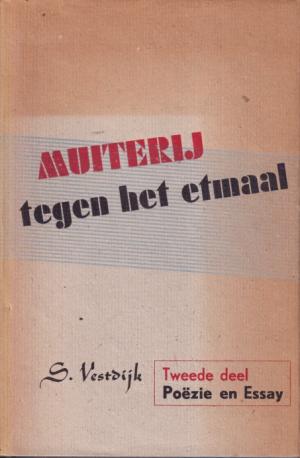 MUITERIJ
tegen het etmaal
S. Vestdijk
Tweede deel
Poëzie en Essay